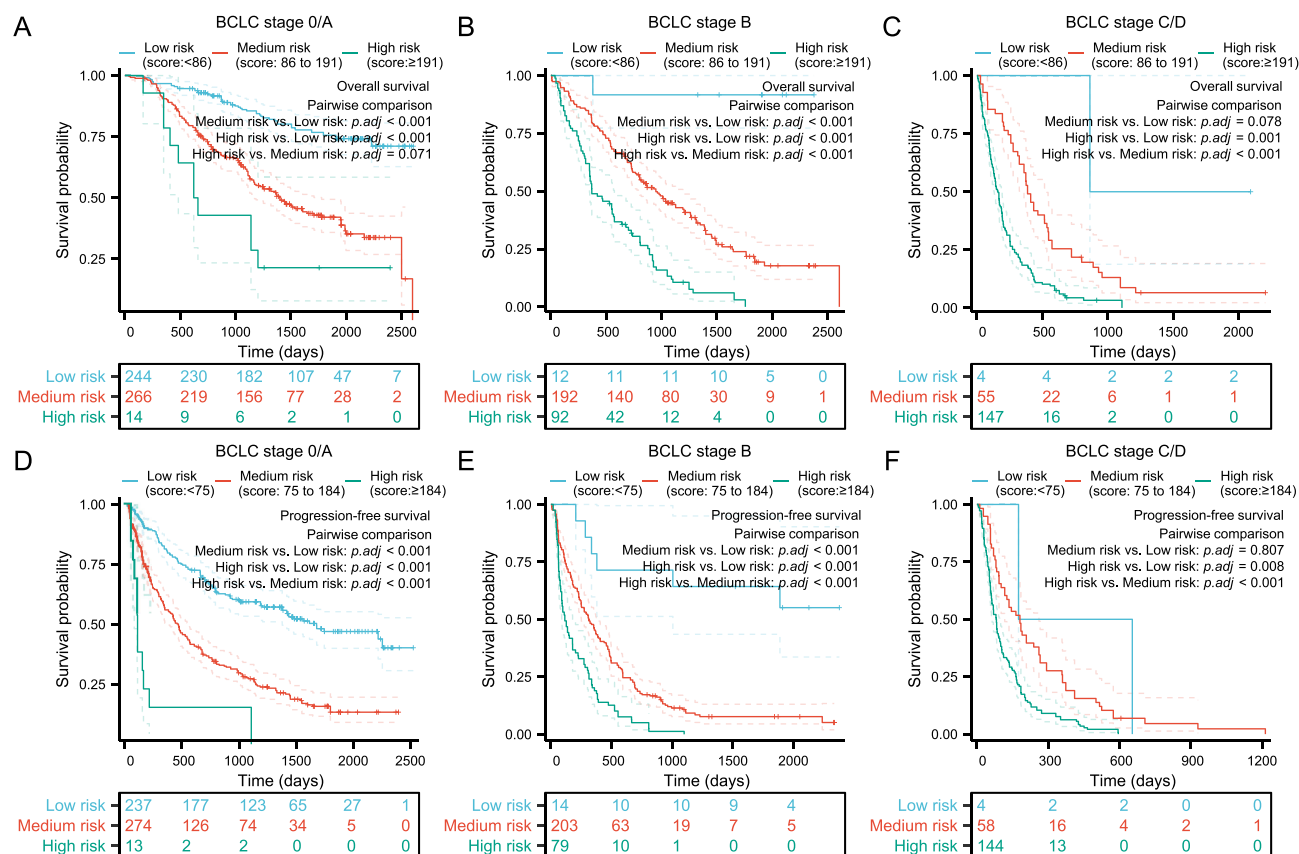 A
BCLC stage 0/A
Low risk (score:<86)
Medium risk (score: 86 to 191)
High risk (score:≥191)
Overall survival
Pairwise comparison
Medium risk vs. Low risk: p.adj < 0.001
High risk vs. Low risk: p.adj < 0.001
High risk vs. Medium risk: p.adj = 0.071
Survival probability
1.00
0.75
0.50
0.25
0 500 1000 1500 2000 2500
Time (days)
Low risk 244 230 182 107 47 7
Medium risk 266 219 156 77 28 2
High risk 14 9 6 2 1 0
B
BCLC stage B
Low risk (score:<86)
Medium risk (score: 86 to 191)
High risk (score:≥191)
Overall survival
Pairwise comparison
Medium risk vs. Low risk: p.adj < 0.001
High risk vs. Low risk: p.adj < 0.001
High risk vs. Medium risk: p.adj < 0.001
Survival probability
1.00
0.75
0.50
0.25
0.00
0 500 1000 1500 2000 2500
Time (days)
Low risk 12 11 11 10 5 0
Medium risk 192 140 80 30 9 1
High risk 92 42 12 4 0 0
C
BCLC stage C/D
Low risk (score:<86)
Medium risk (score: 86 to 191)
High risk (score:≥191)
Overall survival
Pairwise comparison
Medium risk vs. Low risk: p.adj = 0.078
High risk vs. Low risk: p.adj = 0.001
High risk vs. Medium risk: p.adj < 0.001
Survival probability
1.00
0.75
0.50
0.25
0.00
0 500 1000 1500 2000
Time (days)
Low risk 4 4 2 2 2
Medium risk 55 22 6 1 1
High risk 147 16 2 0 0
D
BCLC stage 0/A
Low risk (score:<75)
Medium risk (score: 75 to 184)
High risk (score:≥184)
Progression-free survival
Pairwise comparison
Medium risk vs. Low risk: p.adj < 0.001
High risk vs. Low risk: p.adj < 0.001
High risk vs. Medium risk: p.adj < 0.001
Survival probability
1.00
0.75
0.50
0.25
0 500 1000 1500 2000 2500
Time (days)
Low risk 237 177 123 65 27 1
Medium risk 274 126 74 34 5 0
High risk 13 2 2 0 0 0
E
BCLC stage B
Low risk (score:<75)
Medium risk (score: 75 to 184)
High risk (score:≥184)
Progression-free survival
Pairwise comparison
Medium risk vs. Low risk: p.adj < 0.001
High risk vs. Low risk: p.adj < 0.001
High risk vs. Medium risk: p.adj < 0.001
Survival probability
1.00
0.75
0.50
0.25
0.00
0 500 1000 1500 2000
Time (days)
Low risk 14 10 10 9 4
Medium risk 203 63 19 7 5
High risk 79 10 1 0 0
F
BCLC stage C/D
Low risk (score:<75)
Medium risk (score: 75 to 184)
High risk (score:≥184)
Progression-free survival
Pairwise comparison
Medium risk vs. Low risk: p.adj = 0.807
High risk vs. Low risk: p.adj = 0.008
High risk vs. Medium risk: p.adj < 0.001
Survival probability
1.00
0.75
0.50
0.25
0.00
0 300 600 900 1200
Time (days)
Low risk 4 2 2 0 0
Medium risk 58 16 4 2 1
High risk 144 13 0 0 0